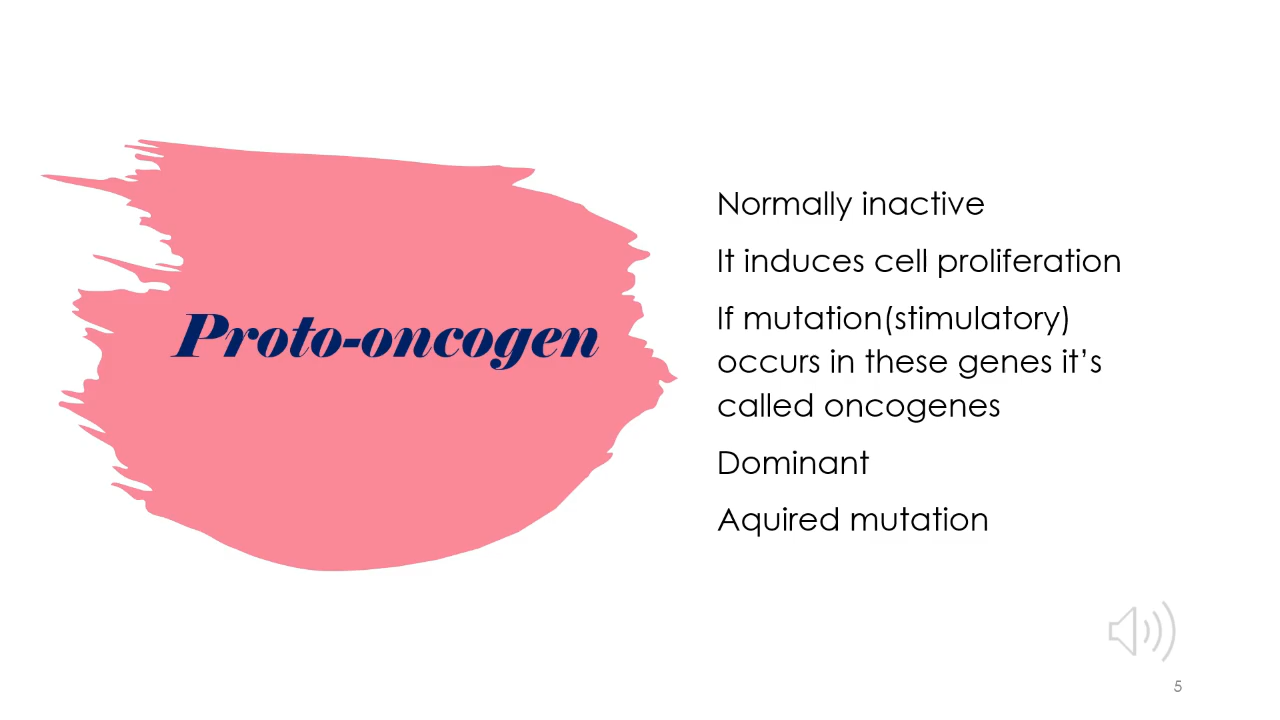 Proto-oncogen
Normally inactive
It induces cell proliferation
If mutation(stimulatory)
occurs in these genes it’s
called oncogenes
Dominant
Aquired mutation
5